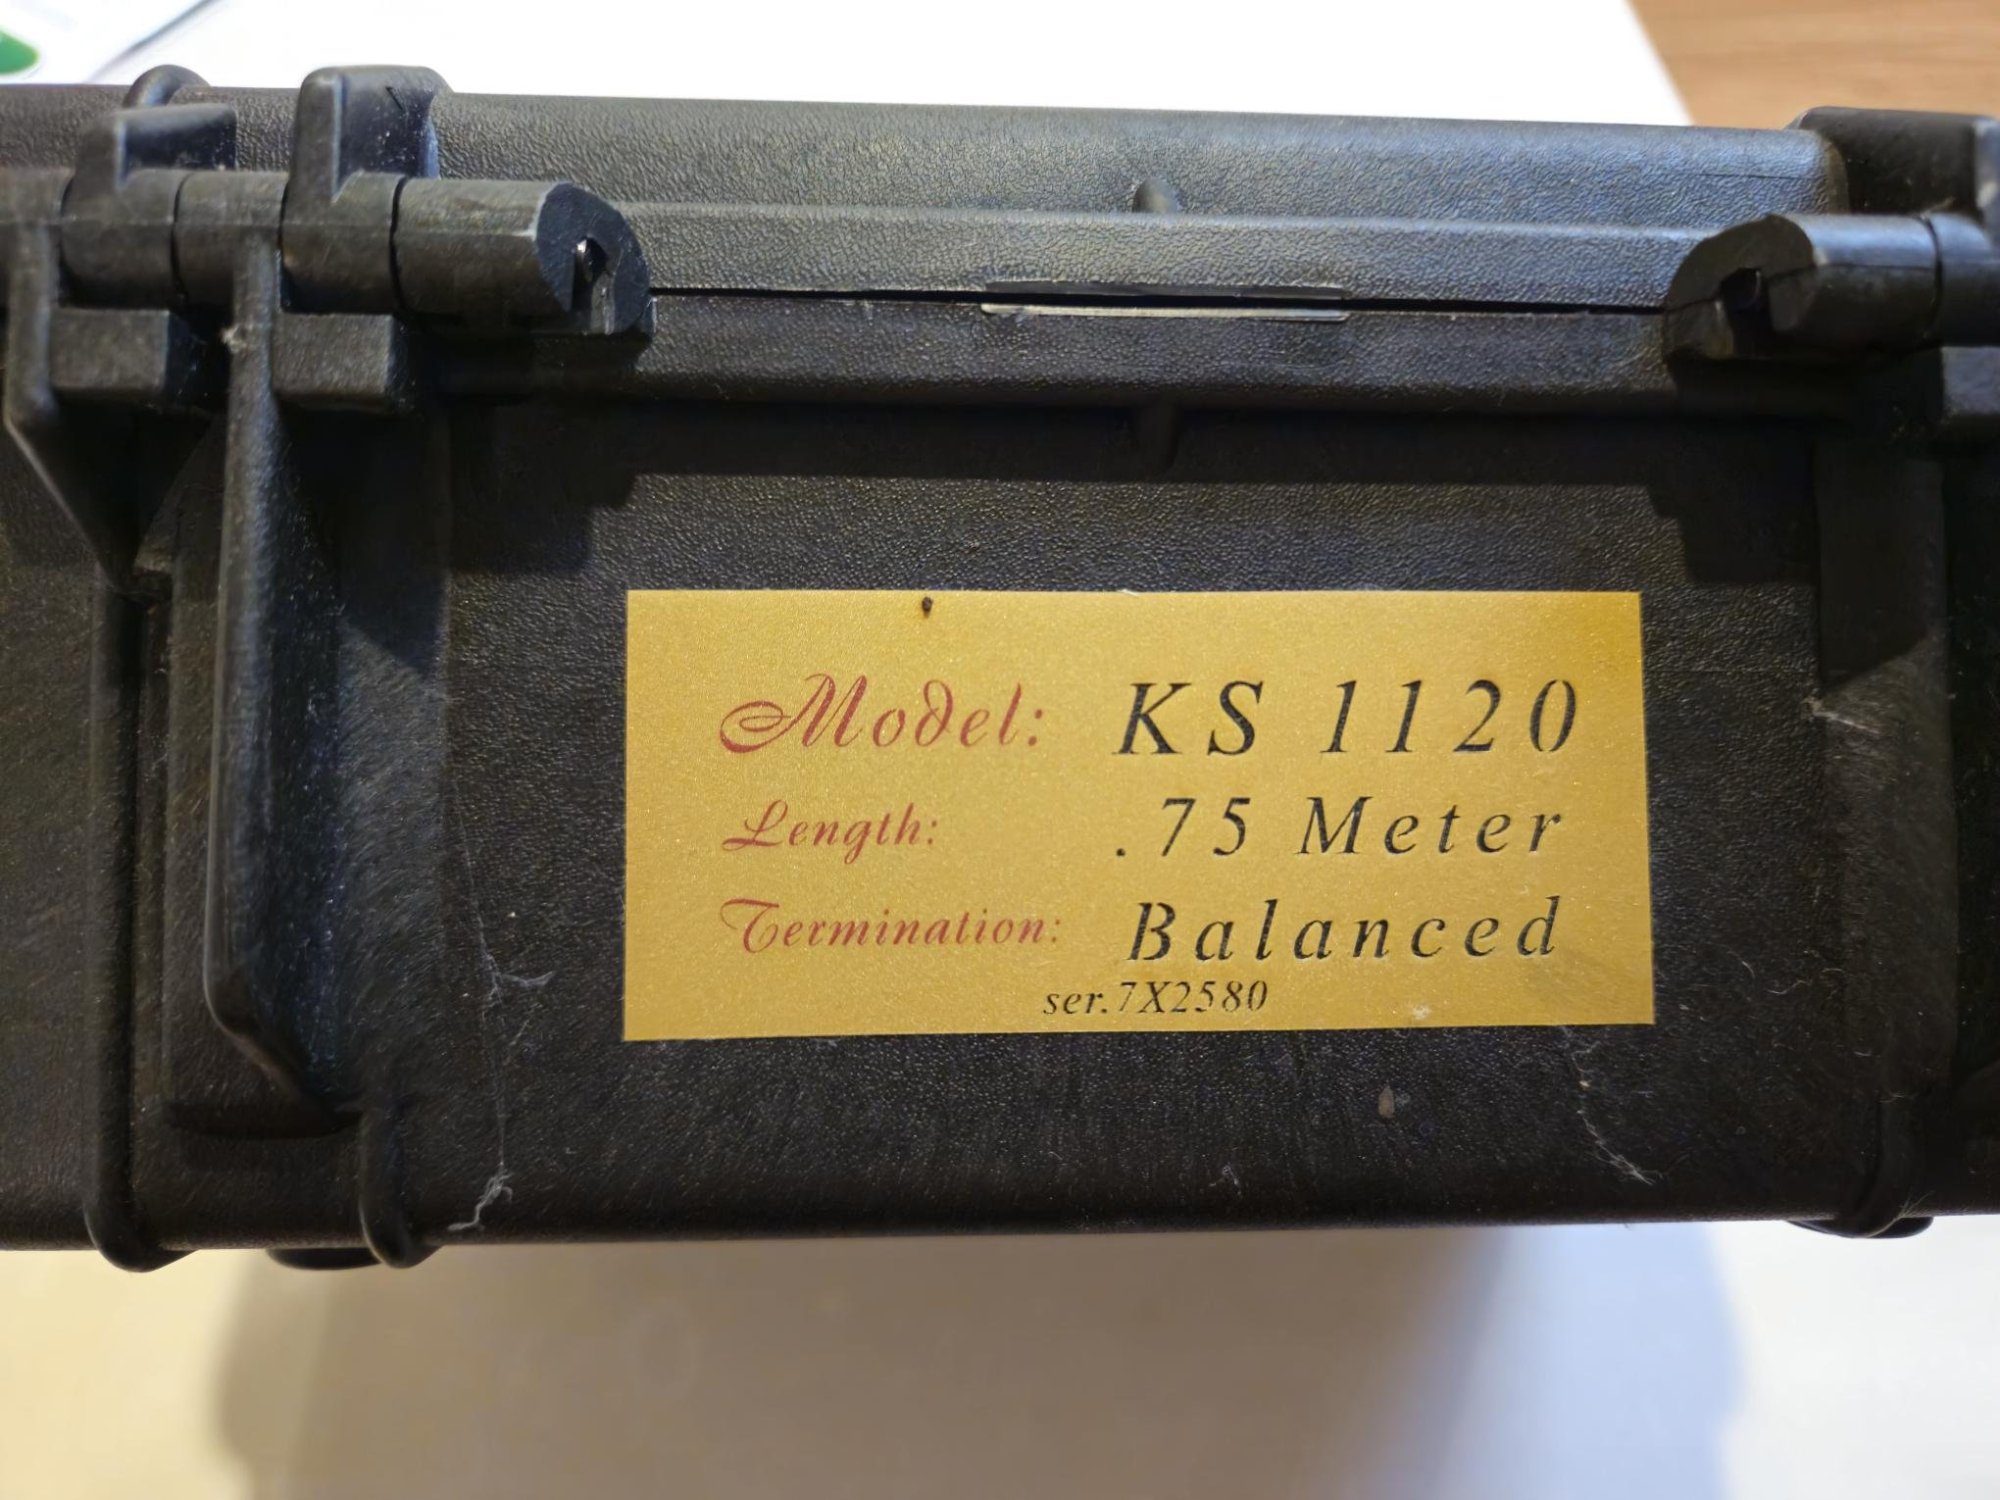 Model: KS 1120
Length: .75 Meter
Termination: Balanced
ser.7X2580